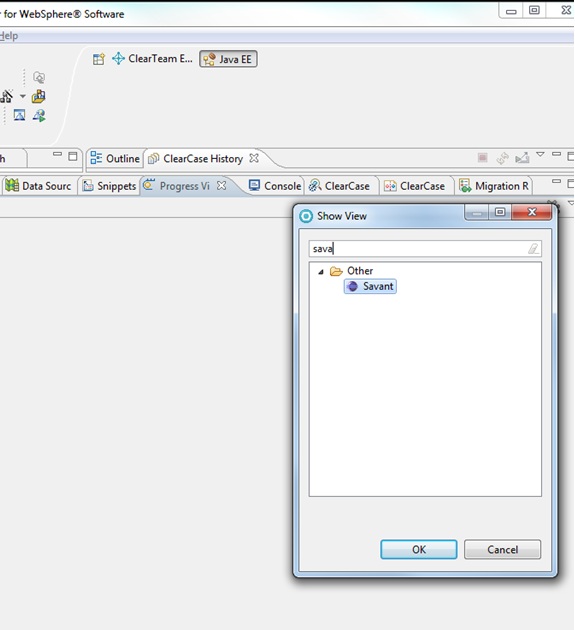 y for WebSphere® Software
Help
ClearTeam E... Java EE
h Outline ClearCase History
Data Sourc Snippets Progress Vi Console ClearCase ClearCase Migration R
Show View
sava
Other
Savant
OK Cancel